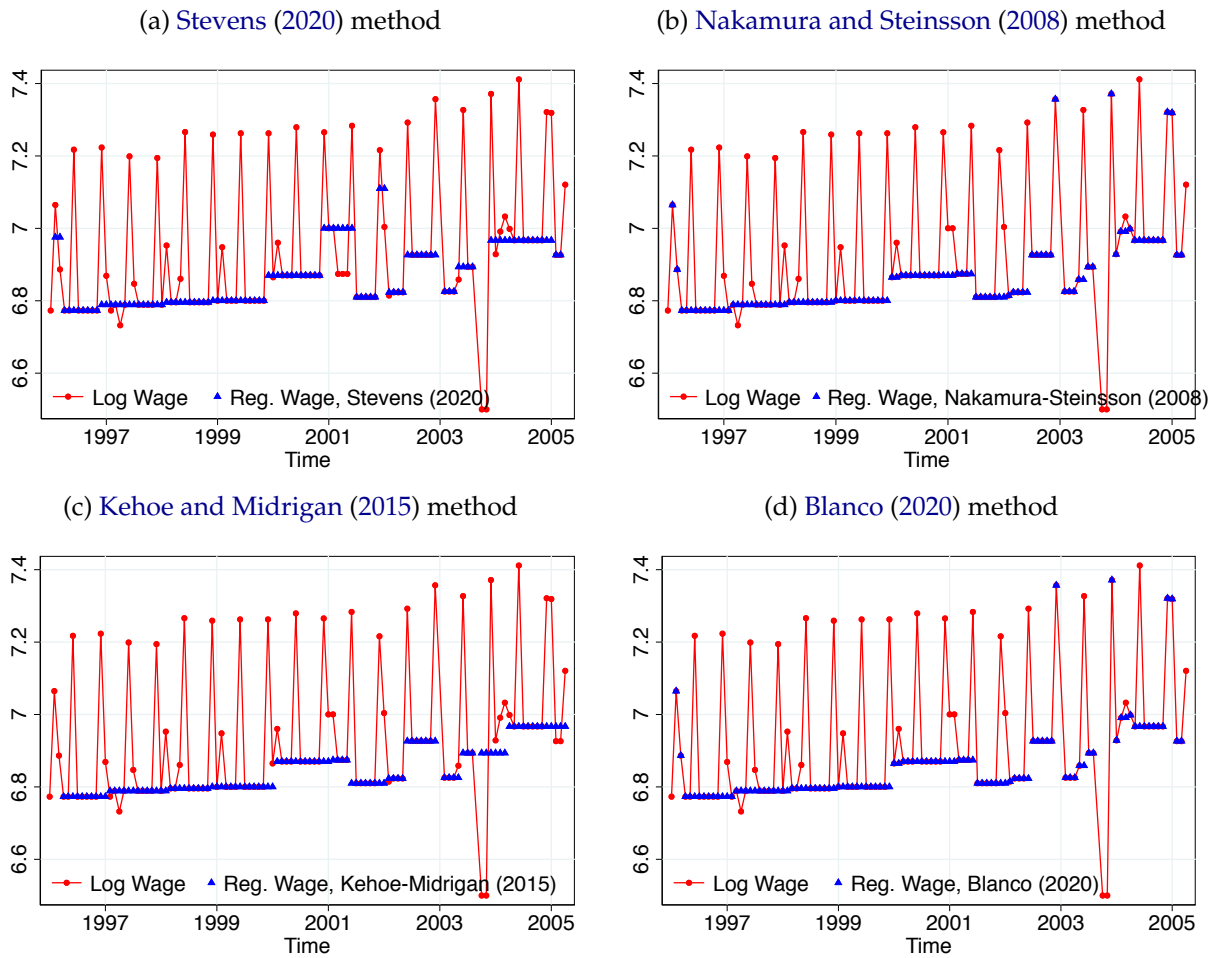 (a) Stevens (2020) method
7.4
7.2
7
6.8
6.6
Log Wage Reg. Wage, Stevens (2020)
1997 1999 2001 2003 2005
Time
(b) Nakamura and Steinsson (2008) method
7.4
7.2
7
6.8
6.6
Log Wage Reg. Wage, Nakamura-Steinsson (2008)
1997 1999 2001 2003 2005
Time
(c) Kehoe and Midrigan (2015) method
7.4
7.2
7
6.8
6.6
Log Wage Reg. Wage, Kehoe-Midrigan (2015)
1997 1999 2001 2003 2005
Time
(d) Blanco (2020) method
7.4
7.2
7
6.8
6.6
Log Wage Reg. Wage, Blanco (2020)
1997 1999 2001 2003 2005
Time